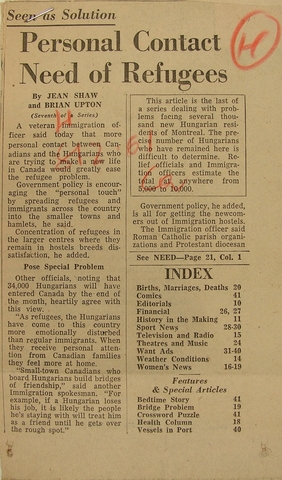 Seen as Solution
Personal Contact
Need of Refugees
By JEAN SHAW
and BRIAN UPTON
(Seventh in a Series)
A veteran immigration of-
ficer said today that more
personal contact between Can-
adians and the who
are trying to make a new life
in Canada would greatly ease
the refugee problem.
Government policy is encour-
aging the "personal touch"
by spreading refugees and
immigrants across the country
into the smaller towns and
hamlets, he said.
Concentration of refugees in
the larger centres where they
remain in hostels breeds dis-
satisfaction, he added.
Pose Special Problem
Other officials, noting that
34,000 Hungarians will have
entered Canada by the end of
the month, heartily agree with
this view.
"As refugees, the Hungarians
have come to this country
more emotionally disturbed
than regular immigrants. When
they receive personal atten-
tion from Canadian families
they feel more at home.
"Small-town Canadians who
board Hungarians build bridges
of friendship," said another
Immigration spokesman. "For
example, if a Hungarian loses
his job, it is likely the people
he's staying with will treat him
as a friend until he gets over
the rough spot."
This article is the last of
a series dealing with prob-
lems facing several thou-
sand new Hungarian resi-
dents of Montreal. The pre-
number of Hungarians
who have remained here is
difficult to determine. Re-
lief officials and Immigra-
officers estimate the
total anywhere from
5,000 to 10,000.
Government policy, he added,
is all for getting the newcom-
ers out of Immigration hostels.
The Immigration officer said
Roman Catholic parish organi-
zations and Protestant diocesan
See NEED—Page 21, Col. 1
INDEX
Births, Marriages, Deaths 20
Comics 41
Editorials 10
Financial 26, 27
History in the Making 11
Sport News 28-30
Television and Radio 15
Theatres and Music 24
Want Ads 31-40
Weather Conditions 14
Women's News 16-19
Features
& Special Articles
Bedtime Story 41
Bridge Problem 19
Crossword Puzzle 41
Health Column 18
Vessels in Port 40